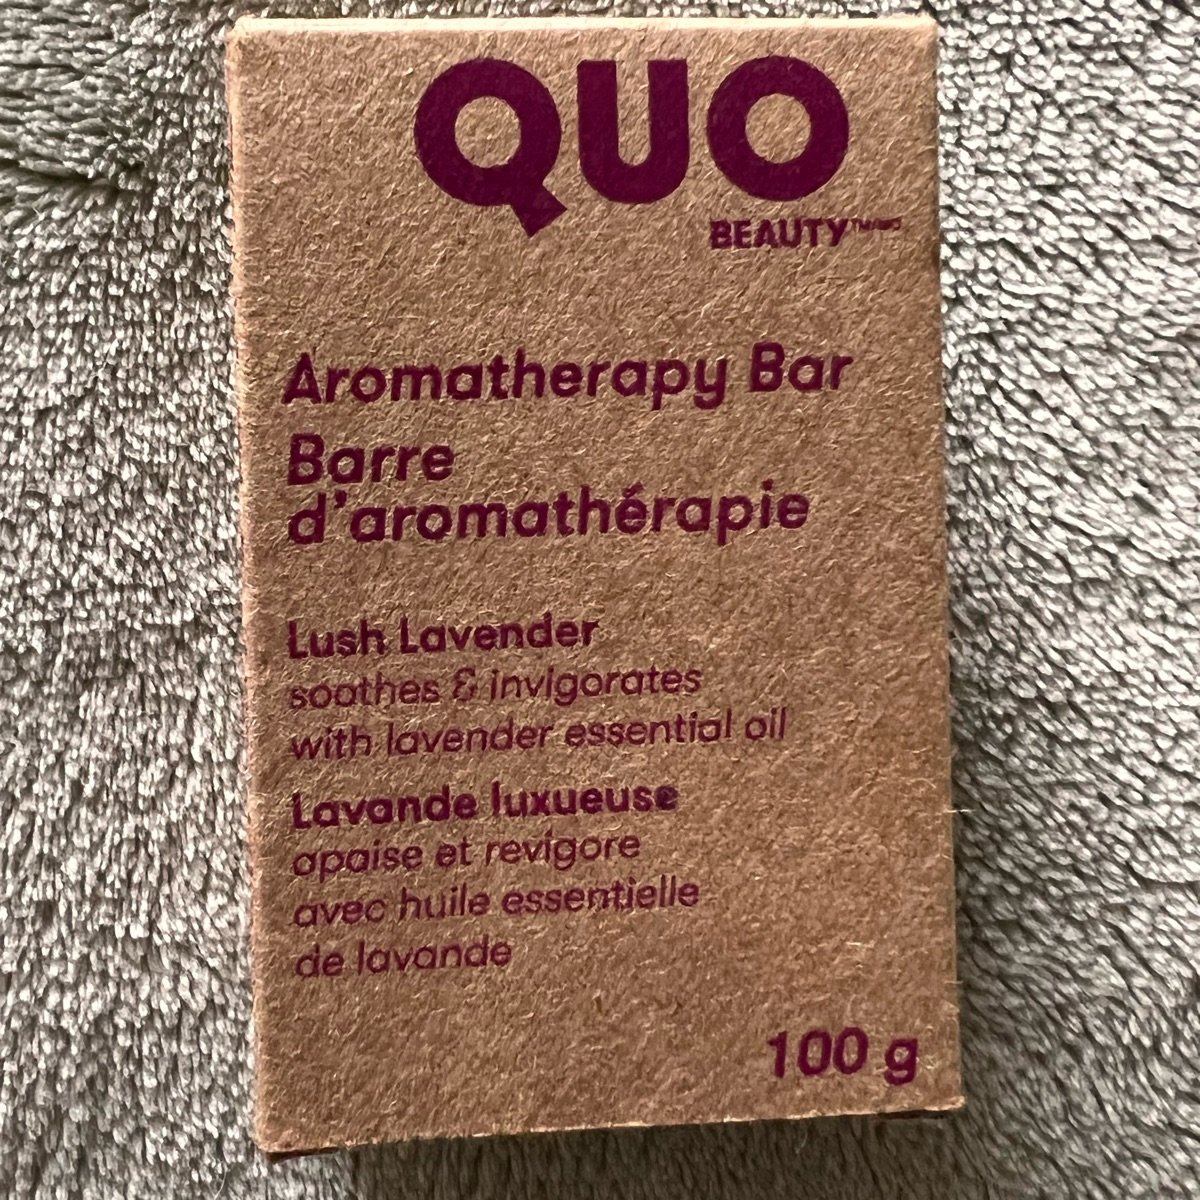 QUO
BEAUTY™
Aromatherapy Bar
Barre
d'aromathérapie
Lush Lavender
soothes & invigorates
with lavender essential oil
Lavande luxueuse
apaise et revigore
avec huile essentielle
de lavande
100 g